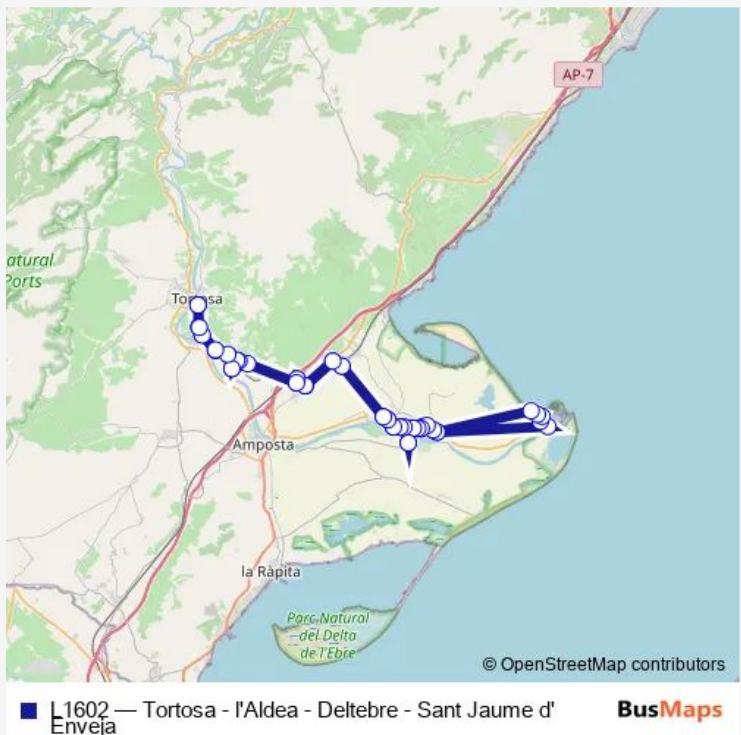 AP-7
atural
Ports
Tortosa
Amposta
la Ràpita
Parc Natural
del Delta
de l'Ebre
© OpenStreetMap contributors
L1602 — Tortosa - l'Aldea - Deltebre - Sant Jaume d'
Enveja
BusMaps